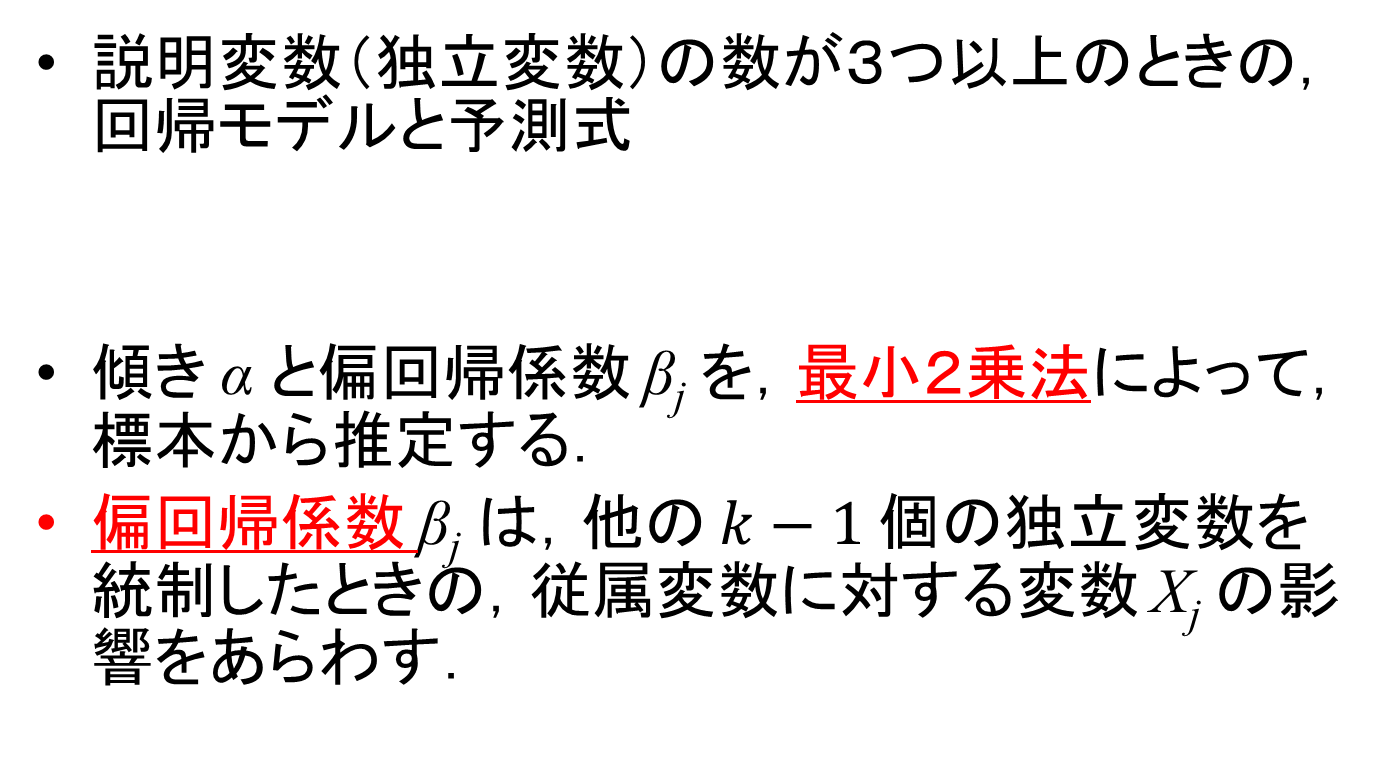 • 説明変数（独立変数）の数が３つ以上のときの，
回帰モデルと予測式
• 傾き α と偏回帰係数 βj を，最小２乗法によって，
標本から推定する．
• 偏回帰係数 βj は，他の k − 1 個の独立変数を
統制したときの，従属変数に対する変数 Xj の影
響をあらわす．